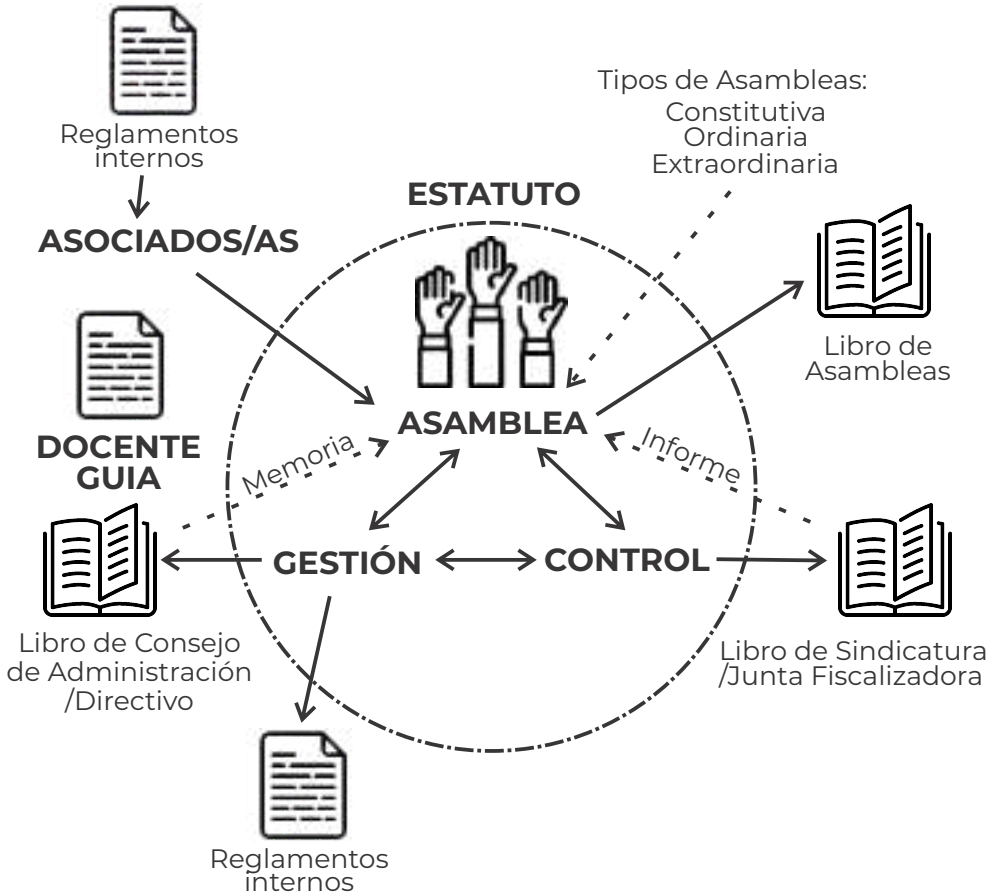 Reglamentos
internos
Tipos de Asambleas:
Constitutiva
Ordinaria
Extraordinaria
ESTATUTO
ASOCIADOS/AS
Libro de
Asambleas
ASAMBLEA
DOCENTE
GUIA
Memoria
Informe
GESTIÓN
CONTROL
Libro de Consejo
de Administración
/Directivo
Libro de Sindicatura
/Junta Fiscalizadora
Reglamentos
internos